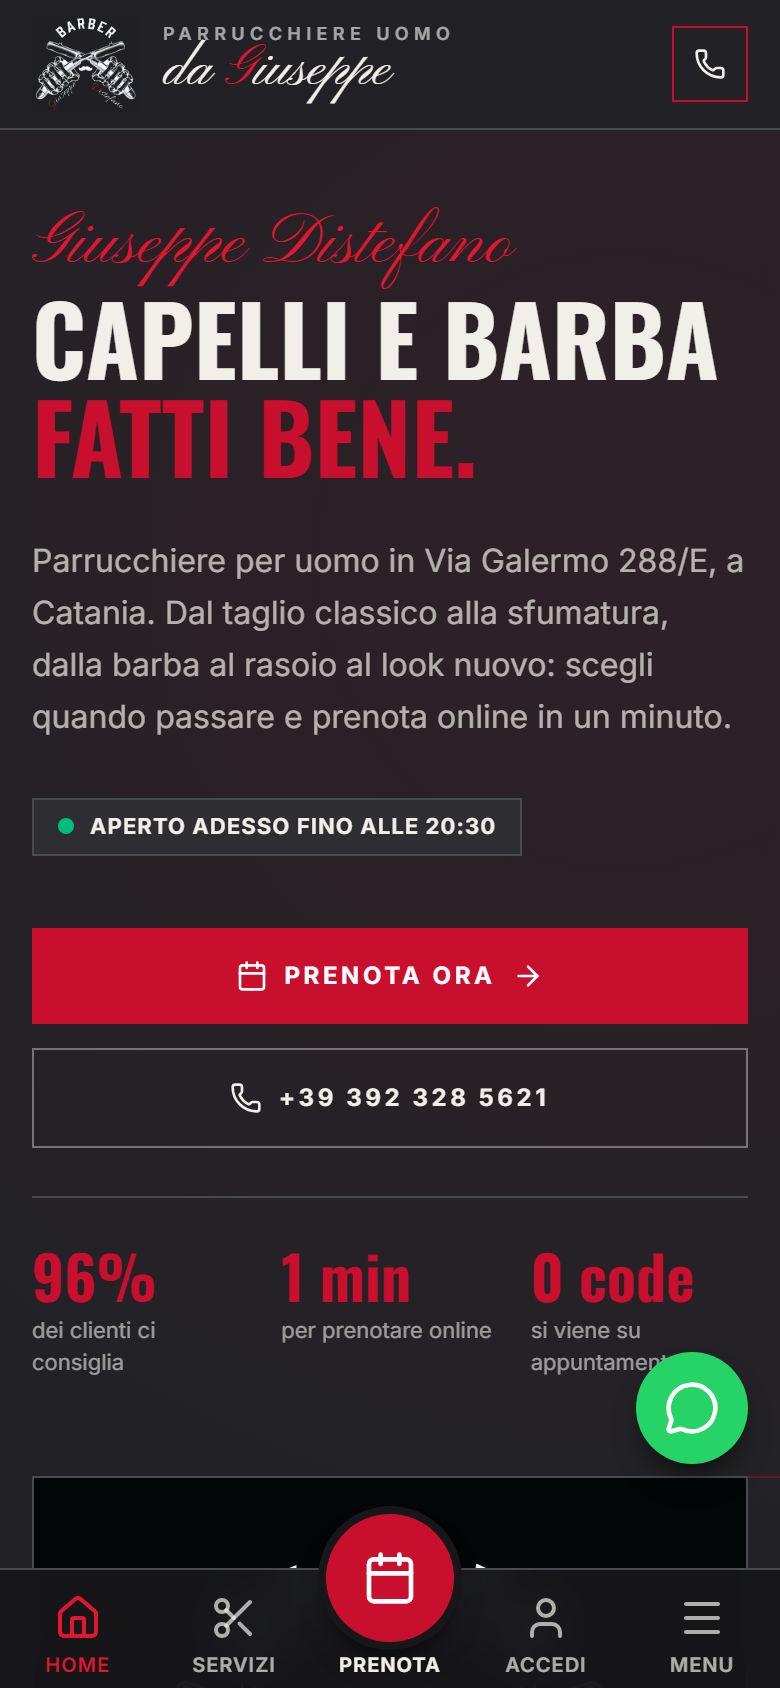 BARBER
PARRUCCHIERE UOMO
da Giuseppe
Giuseppe Distefano
CAPELLI E BARBA
FATTI BENE.
Parrucchiere per uomo in Via Galermo 288/E, a
Catania. Dal taglio classico alla sfumatura,
dalla barba al rasoio al look nuovo: scegli
quando passare e prenota online in un minuto.
APERTO ADESSO FINO ALLE 20:30
PRENOTA ORA
+39 392 328 5621
96%
dei clienti ci
consiglia
1 min
per prenotare online
0 code
si viene su
HOME
SERVIZI
PRENOTA
ACCEDI
MENU